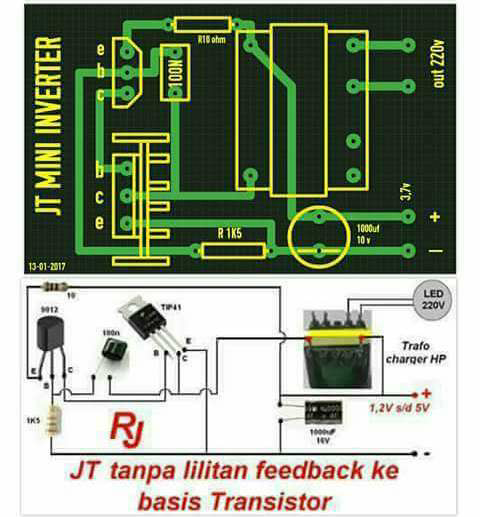 JT MINI INVERTER
e
b
c
R10 ohm
100N
out 220v
b
c
e
3,7v
+
R 1K5
1000uf
10 v
–
13-01-2017
10
9012
100n
TIP41
LED
220V
E
B
C
B
C
E
Trafo
charger HP
+
1,2V s/d 5V
1K5
RJ
1000uF
16V
-
JT tanpa lilitan feedback ke
basis Transistor